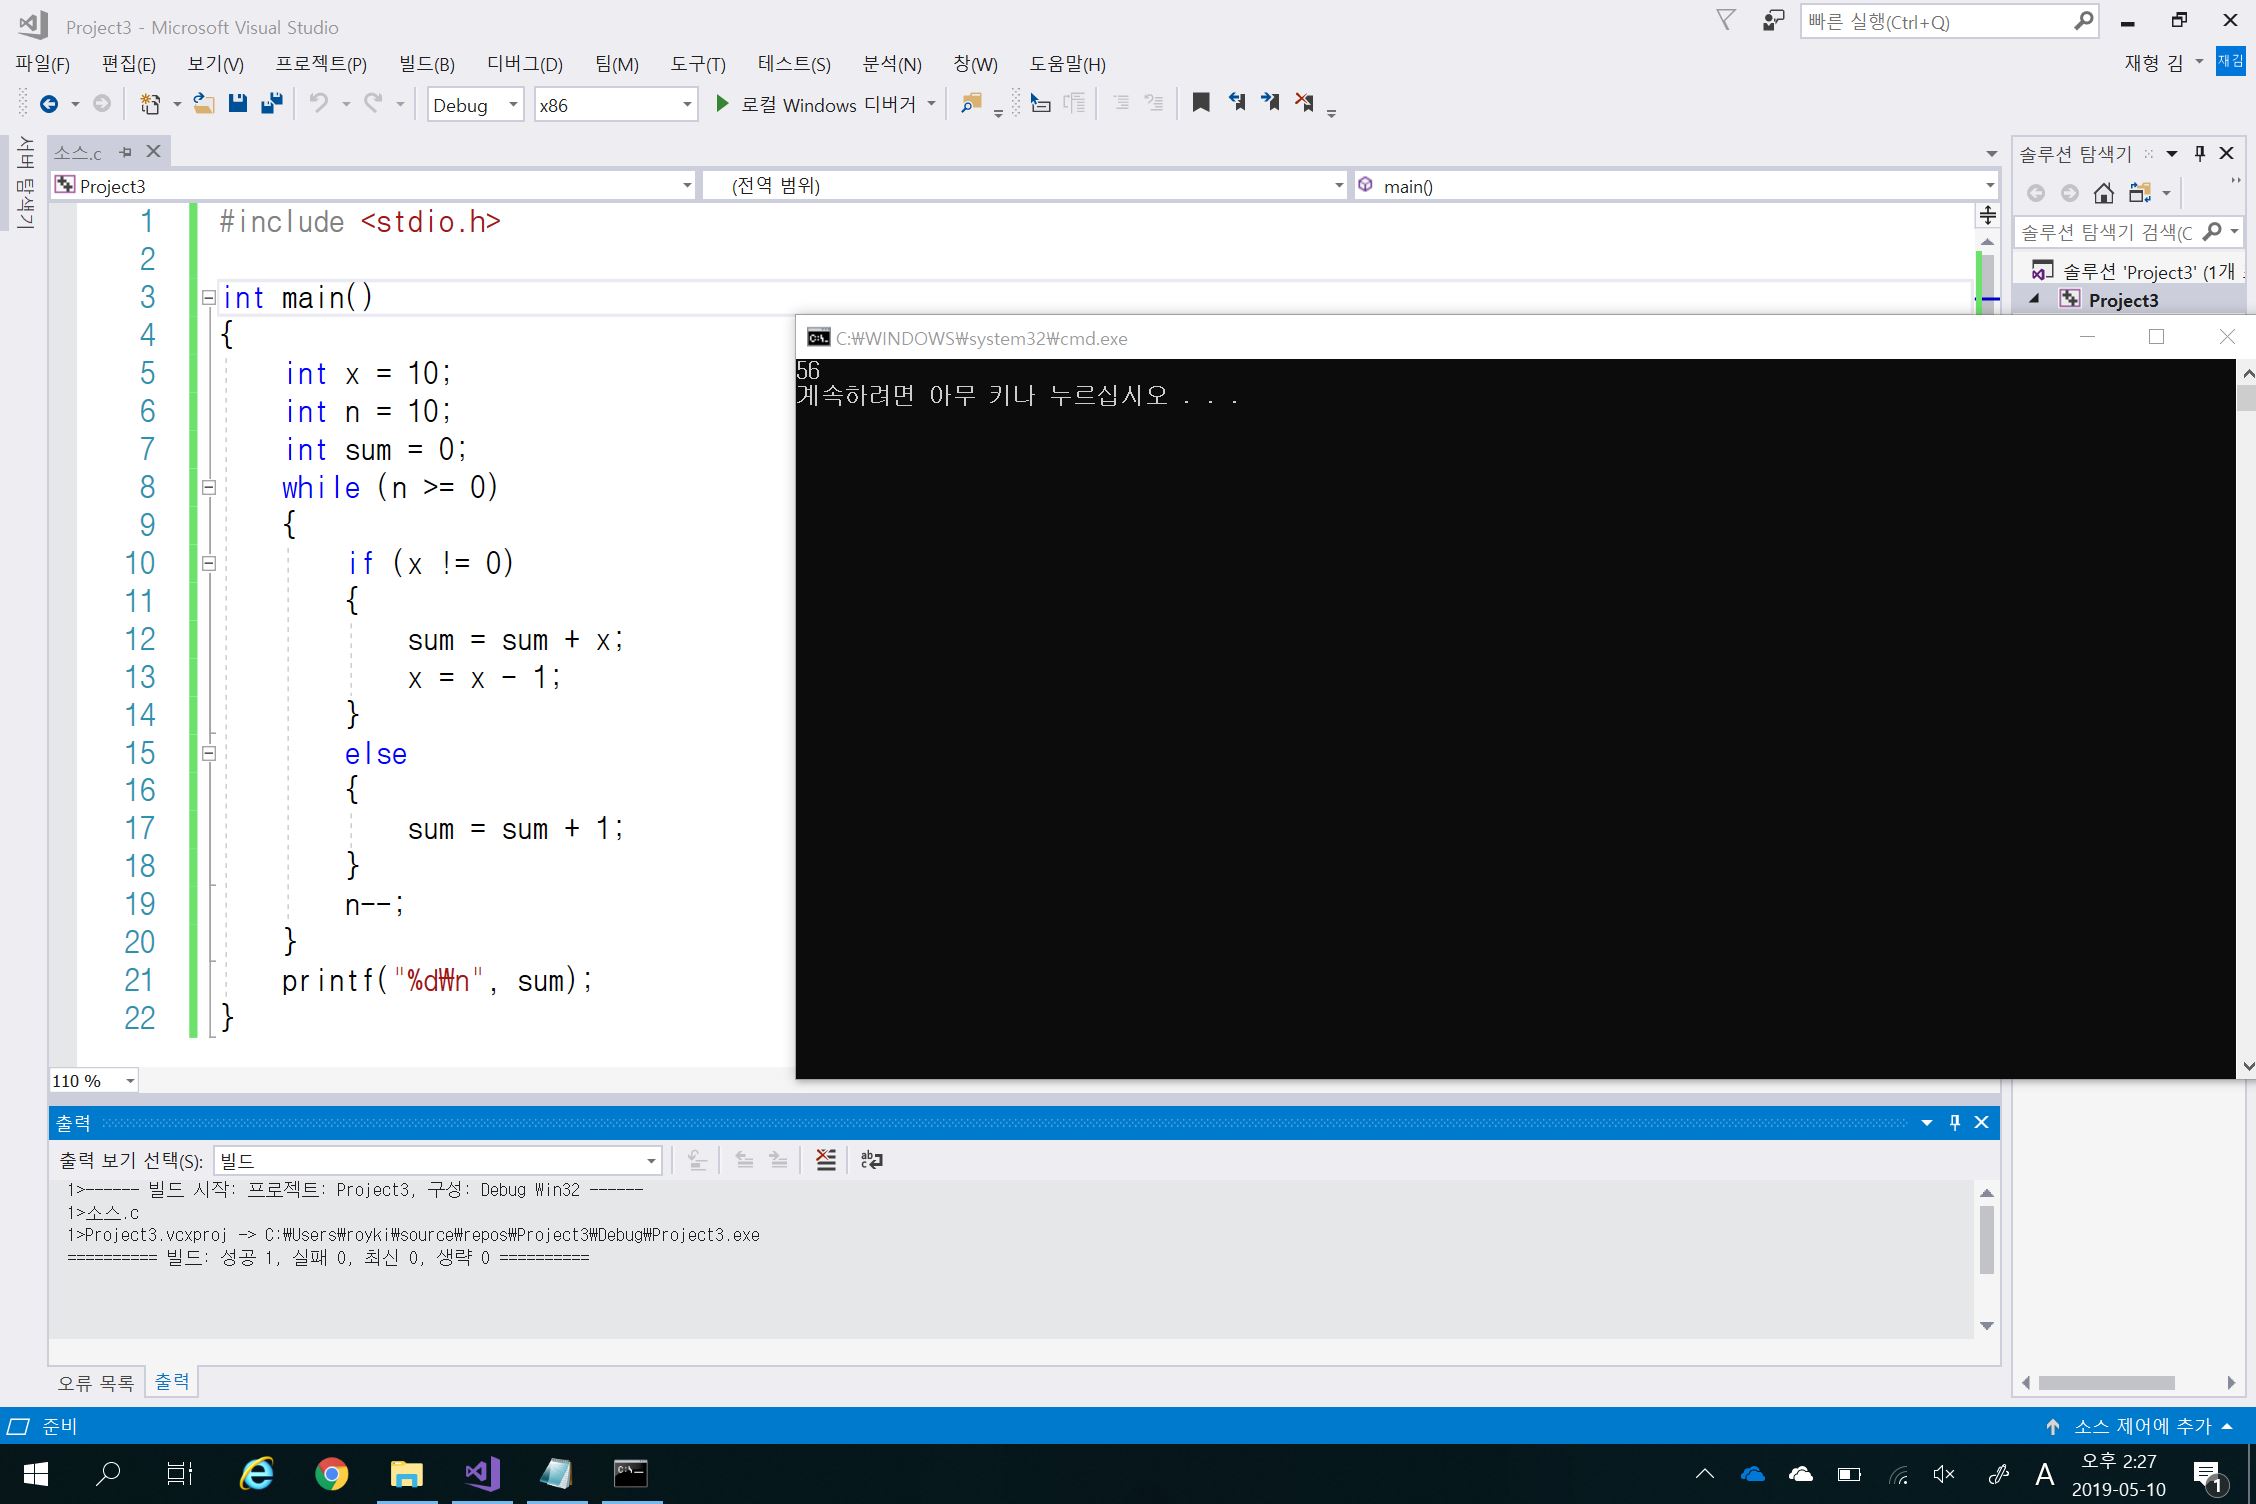 Project3 - Microsoft Visual Studio
빠른 실행(Ctrl+Q)
파일(F) 편집(E) 보기(V) 프로젝트(P) 빌드(B) 디버그(D) 팀(M) 도구(T) 테스트(S) 분석(N) 창(W) 도움말(H)
재형 김 재김
Debug x86 로컬 Windows 디버거
서버 탐색기
소스.c
Project3 (전역 범위) main()
1 #include <stdio.h>
2
3 int main()
4 {
5 int x = 10;
6 int n = 10;
7 int sum = 0;
8 while (n >= 0)
9 {
10 if (x != 0)
11 {
12 sum = sum + x;
13 x = x - 1;
14 }
15 else
16 {
17 sum = sum + 1;
18 }
19 n--;
20 }
21 printf("%d₩n", sum);
22 }
110 %
솔루션 탐색기
솔루션 탐색기 검색(C
솔루션 'Project3' (1개
Project3
C:₩WINDOWS₩system32₩cmd.exe
56
계속하려면 아무 키나 누르십시오 . . .
출력
출력 보기 선택(S): 빌드
1>------ 빌드 시작: 프로젝트: Project3, 구성: Debug Win32 ------
1>소스.c
1>Project3.vcxproj -> C:₩Users₩royki₩source₩repos₩Project3₩Debug₩Project3.exe
========== 빌드: 성공 1, 실패 0, 최신 0, 생략 0 ==========
오류 목록 출력
준비 소스 제어에 추가
A
오후 2:27
2019-05-10
1